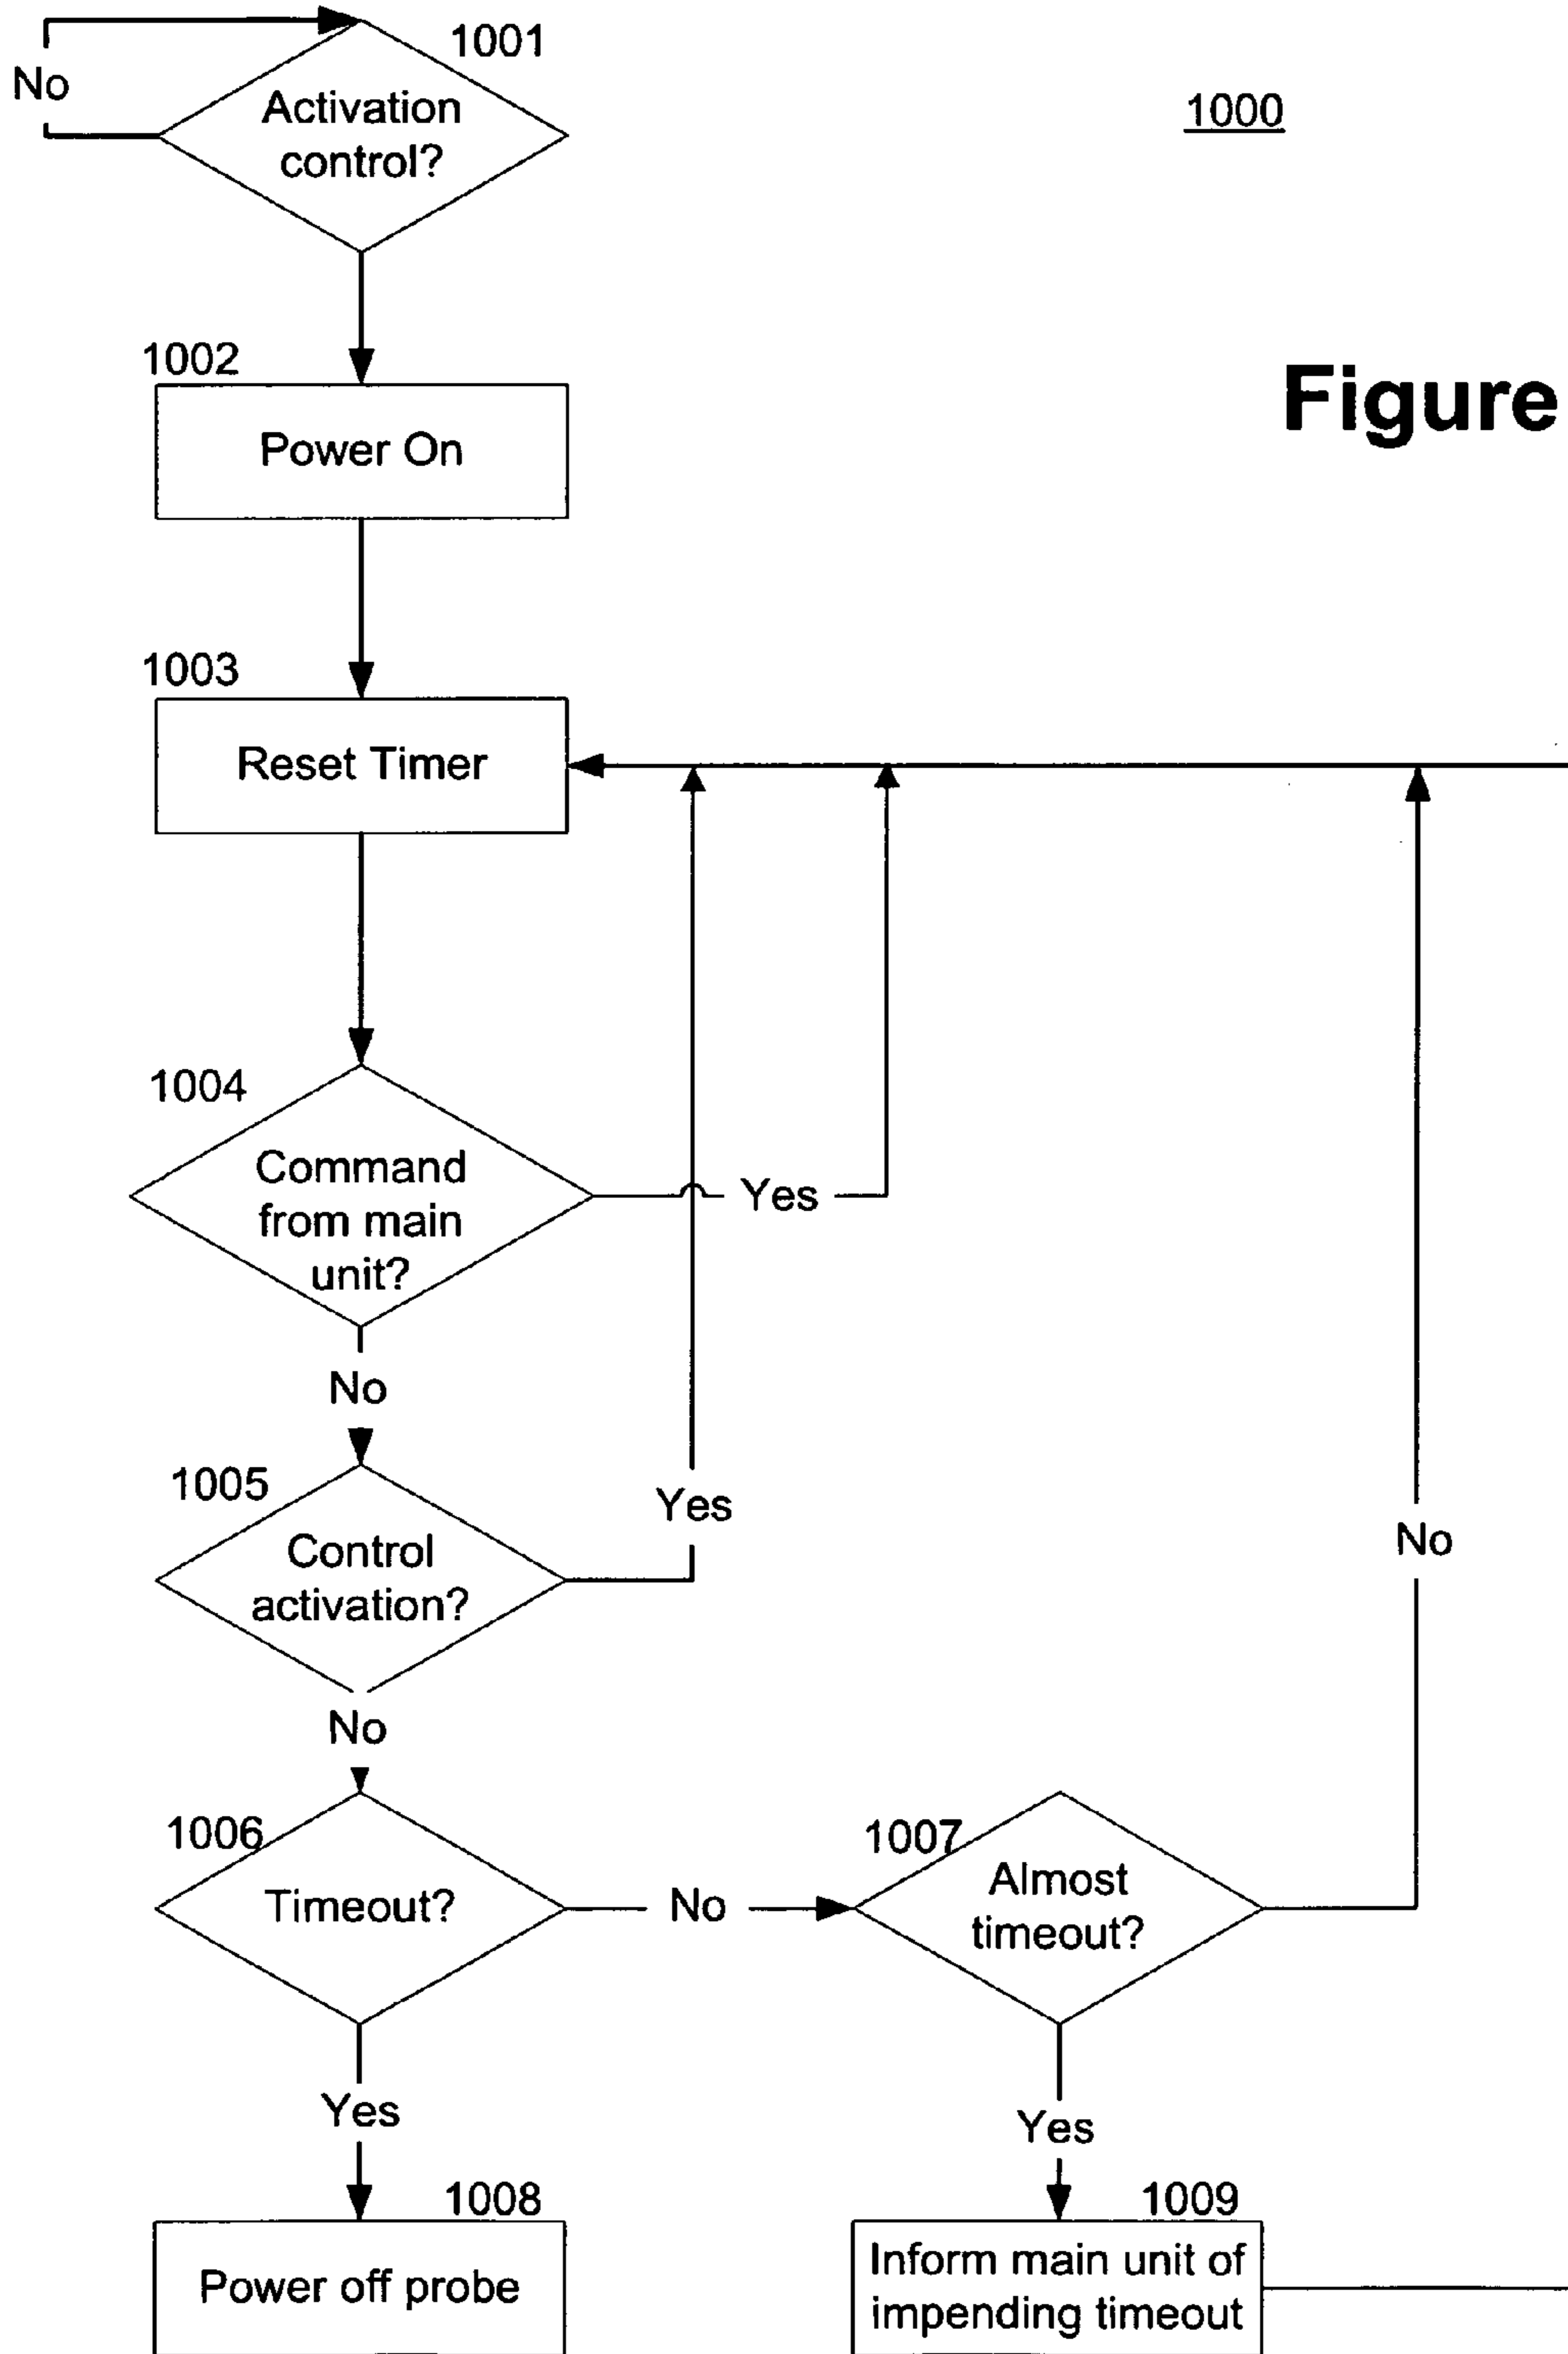 1001
No
Activation
control?
1000
1002
Power On
Figure
1003
Reset Timer
1004
Command
from main
unit?
Yes
No
1005
Control
activation?
Yes
No
No
1006
Timeout?
No
1007
Almost
timeout?
Yes
Yes
1008
Power off probe
1009
Inform main unit of
impending timeout